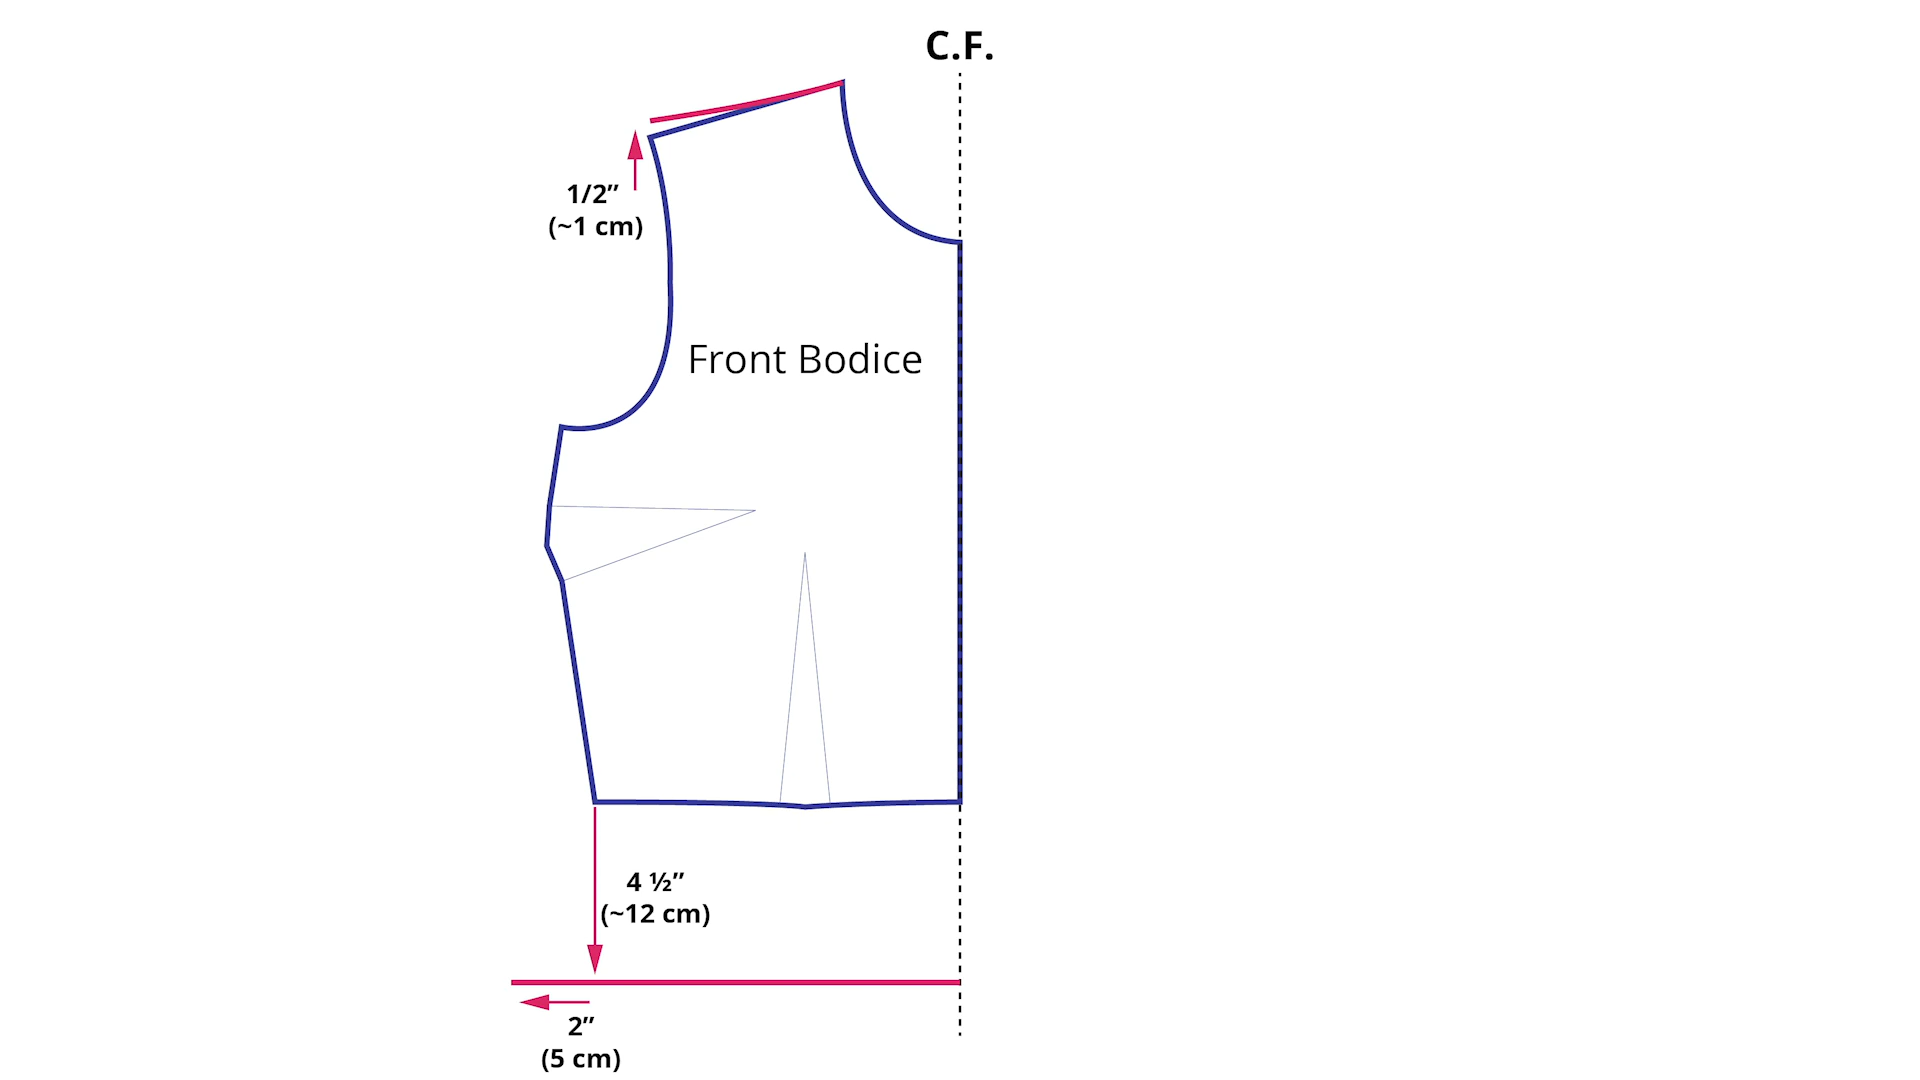 C.F.
1/2”
(~1 cm)
Front Bodice
4 ½”
(~12 cm)
2”
(5 cm)